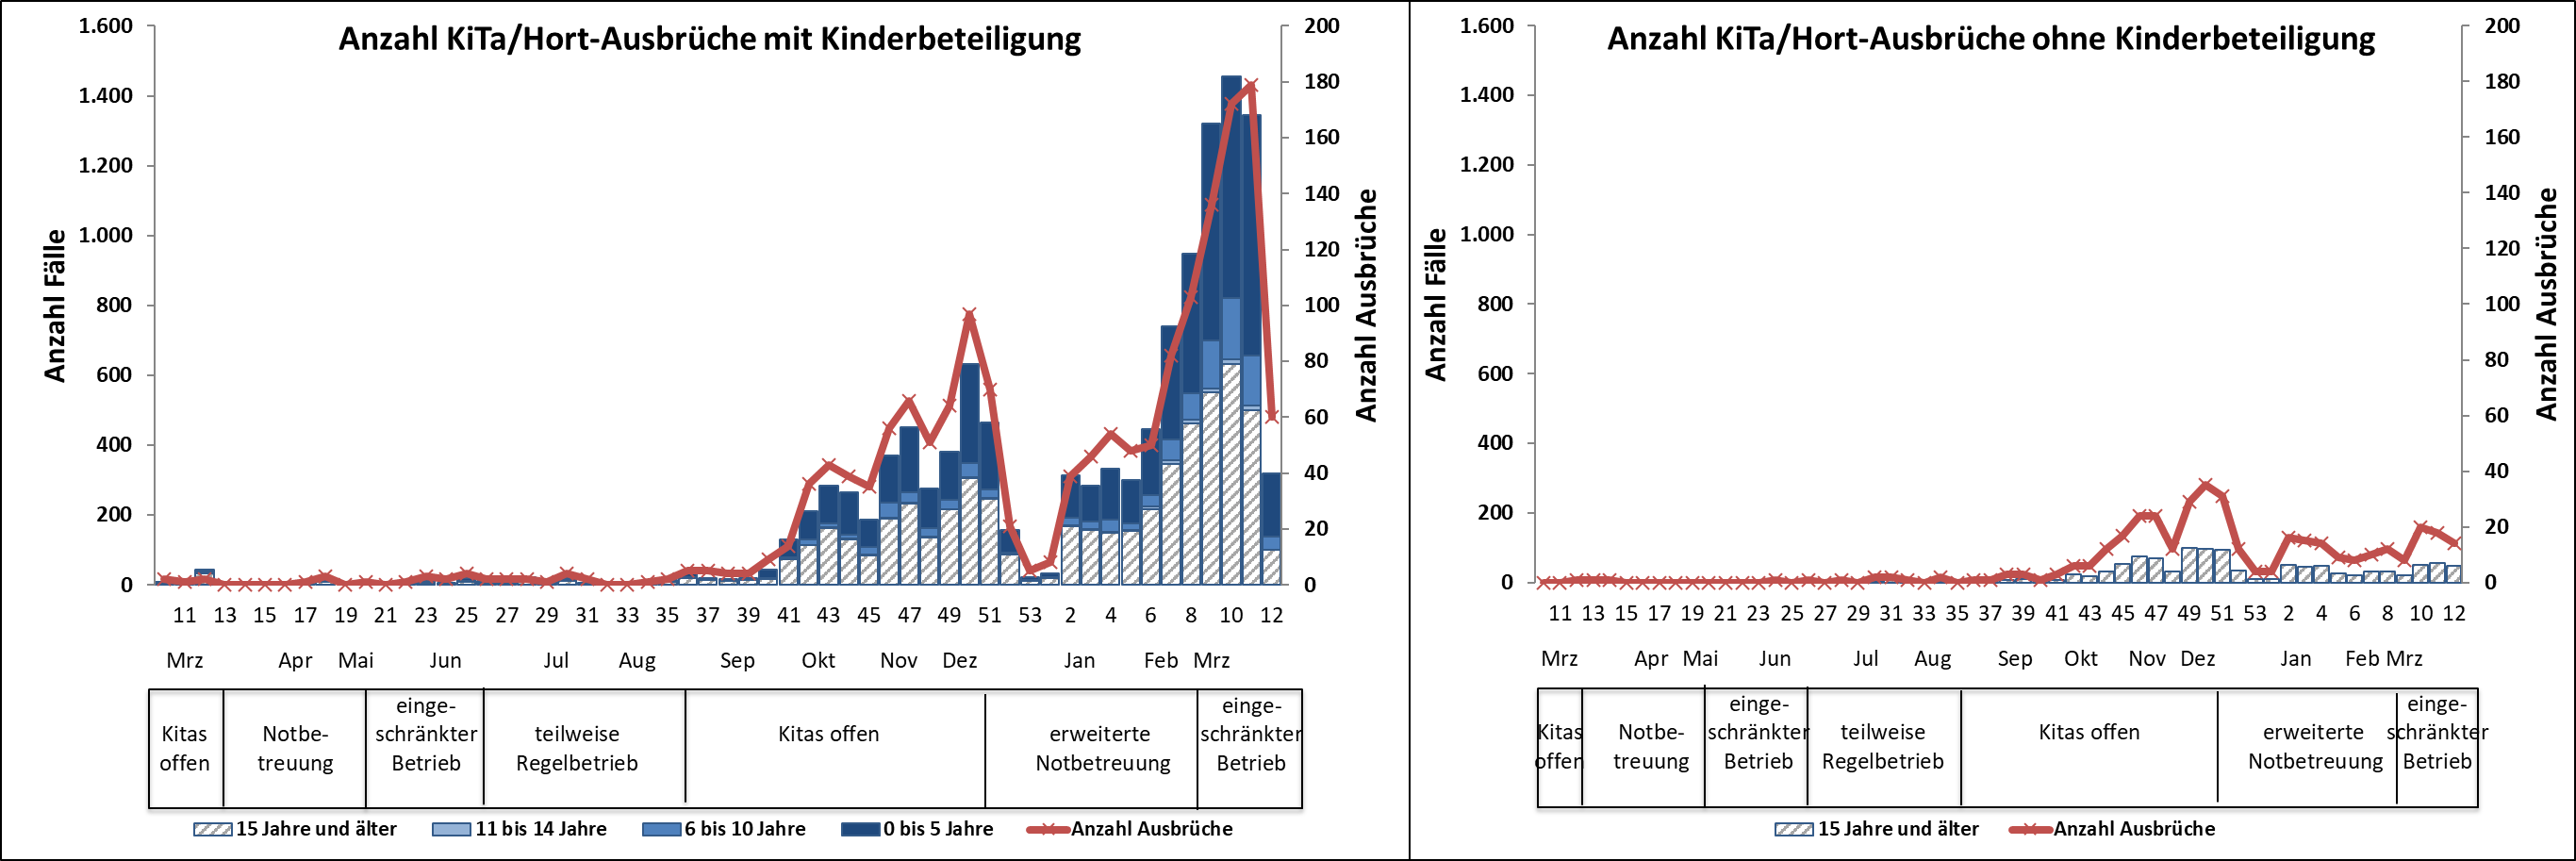 Anzahl KiTa/Hort-Ausbrüche mit Kinderbeteiligung
Anzahl Fälle
1.600
1.400
1.200
1.000
800
600
400
200
0
200
180
160
140
120
100
80
60
40
20
0
Anzahl Ausbrüche
11 13 15 17 19 21 23 25 27 29 31 33 35 37 39 41 43 45 47 49 51 53 2 4 6 8 10 12
Mrz Apr Mai Jun Jul Aug Sep Okt Nov Dez Jan Feb Mrz
Kitas
offen
Notbe-
treuung
einge-
schränkter
Betrieb
teilweise
Regelbetrieb
Kitas offen
erweiterte
Notbetreuung
einge-
schränkter
Betrieb
15 Jahre und älter 11 bis 14 Jahre 6 bis 10 Jahre 0 bis 5 Jahre Anzahl Ausbrüche
Anzahl KiTa/Hort-Ausbrüche ohne Kinderbeteiligung
Anzahl Fälle
1.600
1.400
1.200
1.000
800
600
400
200
0
200
180
160
140
120
100
80
60
40
20
0
Anzahl Ausbrüche
11 13 15 17 19 21 23 25 27 29 31 33 35 37 39 41 43 45 47 49 51 53 2 4 6 8 10 12
Mrz Apr Mai Jun Jul Aug Sep Okt Nov Dez Jan Feb Mrz
Kitas
offen
Notbe-
treuung
einge-
schränkter
Betrieb
teilweise
Regelbetrieb
Kitas offen
erweiterte
Notbetreuung
einge-
schränkter
Betrieb
15 Jahre und älter Anzahl Ausbrüche